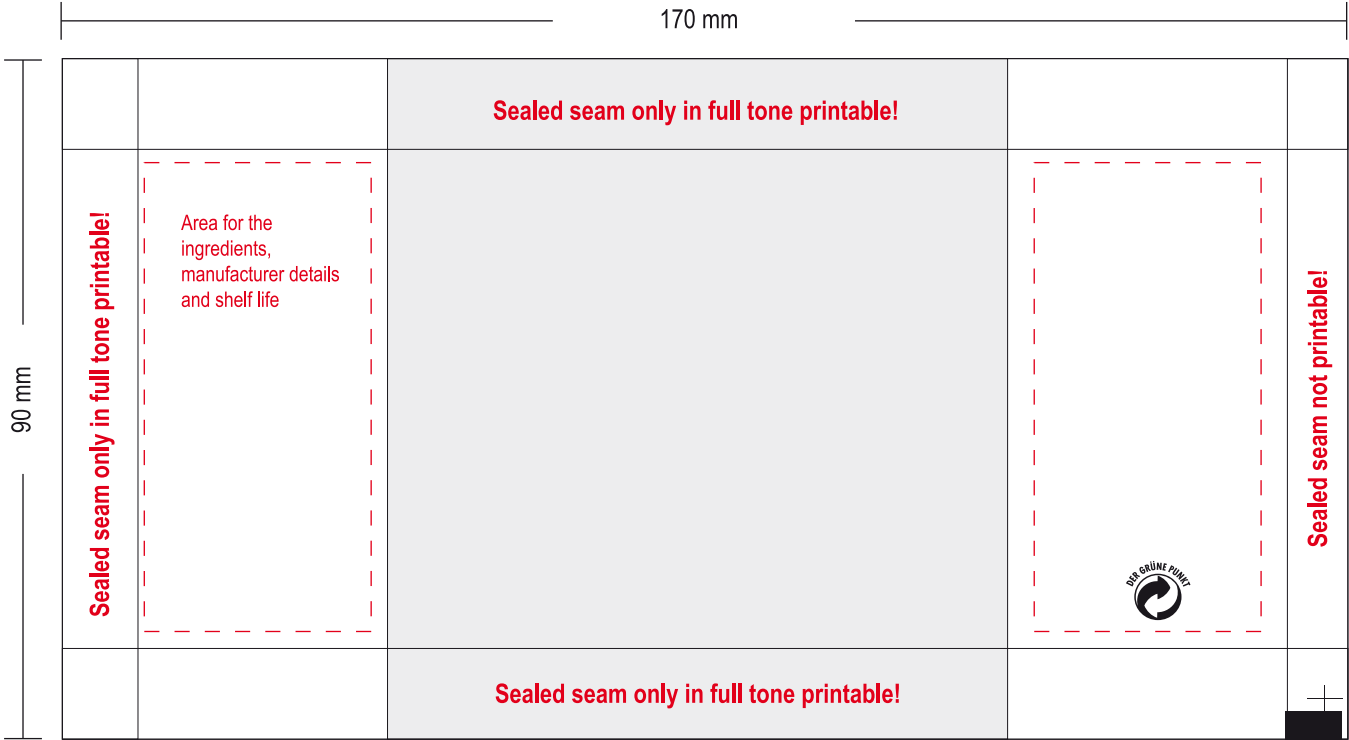 170 mm
90 mm
Sealed seam only in full tone printable!
Sealed seam only in full tone printable!
Area for the
ingredients,
manufacturer details
and shelf life
Sealed seam not printable!
DER GRÜNE PUNKT
Sealed seam only in full tone printable!